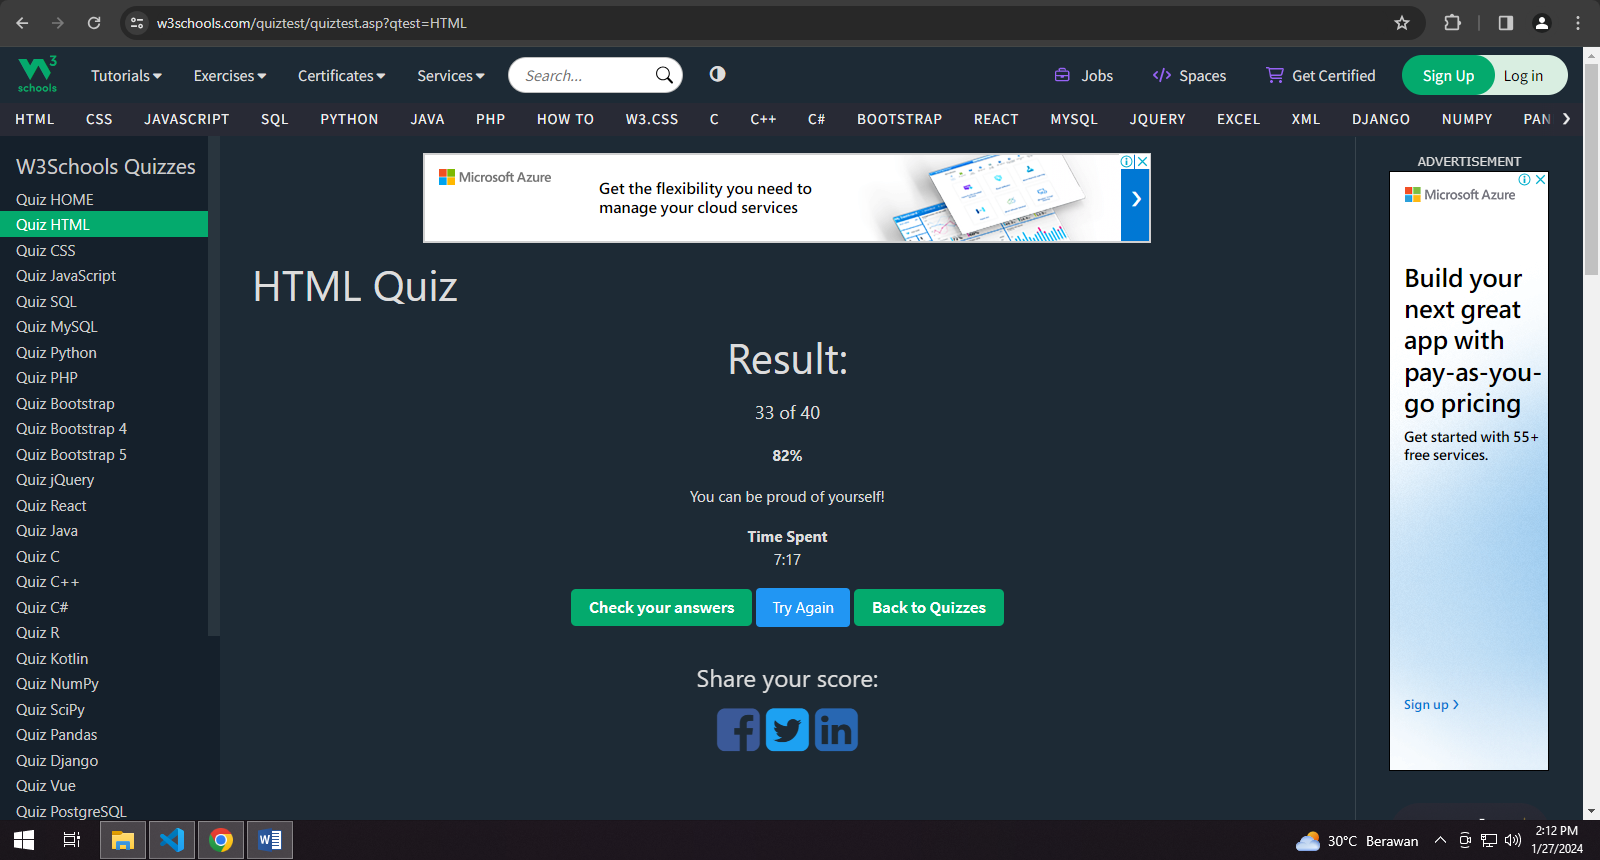 w3schools.com/quiztest/quiztest.asp?qtest=HTML
3
schools
Tutorials
Exercises
Certificates
Services
Search...
Jobs
Spaces
Get Certified
Sign Up
Log in
HTML
CSS
JAVASCRIPT
SQL
PYTHON
JAVA
PHP
HOW TO
W3.CSS
C
C++
C#
BOOTSTRAP
REACT
MYSQL
JQUERY
EXCEL
XML
DJANGO
NUMPY
PAN
W3Schools Quizzes
Quiz HOME
Quiz HTML
Quiz CSS
Quiz JavaScript
Quiz SQL
Quiz MySQL
Quiz Python
Quiz PHP
Quiz Bootstrap
Quiz Bootstrap 4
Quiz Bootstrap 5
Quiz jQuery
Quiz React
Quiz Java
Quiz C
Quiz C++
Quiz C#
Quiz R
Quiz Kotlin
Quiz NumPy
Quiz SciPy
Quiz Pandas
Quiz Django
Quiz Vue
Quiz PostgreSQL
Microsoft Azure
Get the flexibility you need to
manage your cloud services
HTML Quiz
Result:
33 of 40
82%
You can be proud of yourself!
Time Spent
7:17
Check your answers
Try Again
Back to Quizzes
Share your score:
ADVERTISEMENT
Microsoft Azure
Build your
next great
app with
pay-as-you-
go pricing
Get started with 55+
free services.
Sign up
30°C Berawan
2:12 PM
1/27/2024